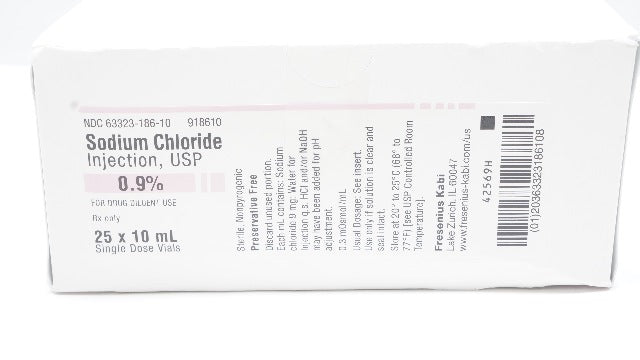 NDC 63323-186-10 918610
Sodium Chloride
Injection, USP
0.9%
FOR DRUG DILUENT USE
Rx only
25 x 10 mL
Single Dose Vials
Sterile, Nonpyrogenic
Preservative Free
Discard unused portion.
Each mL contains: Sodium
chloride 9 mg; Water for
Injection q.s. HCl and/or NaOH
may have been added for pH
adjustment.
0.3 mOsmol/mL
Usual Dosage: See insert.
Use only if solution is clear and
seal intact.
Store at 20° to 25°C (68° to
77°F) [see USP Controlled Room
Temperature].
Fresenius Kabi
Lake Zurich, IL 60047
www.fresenius-kabi.com/us
42569H
(01)20363323186108